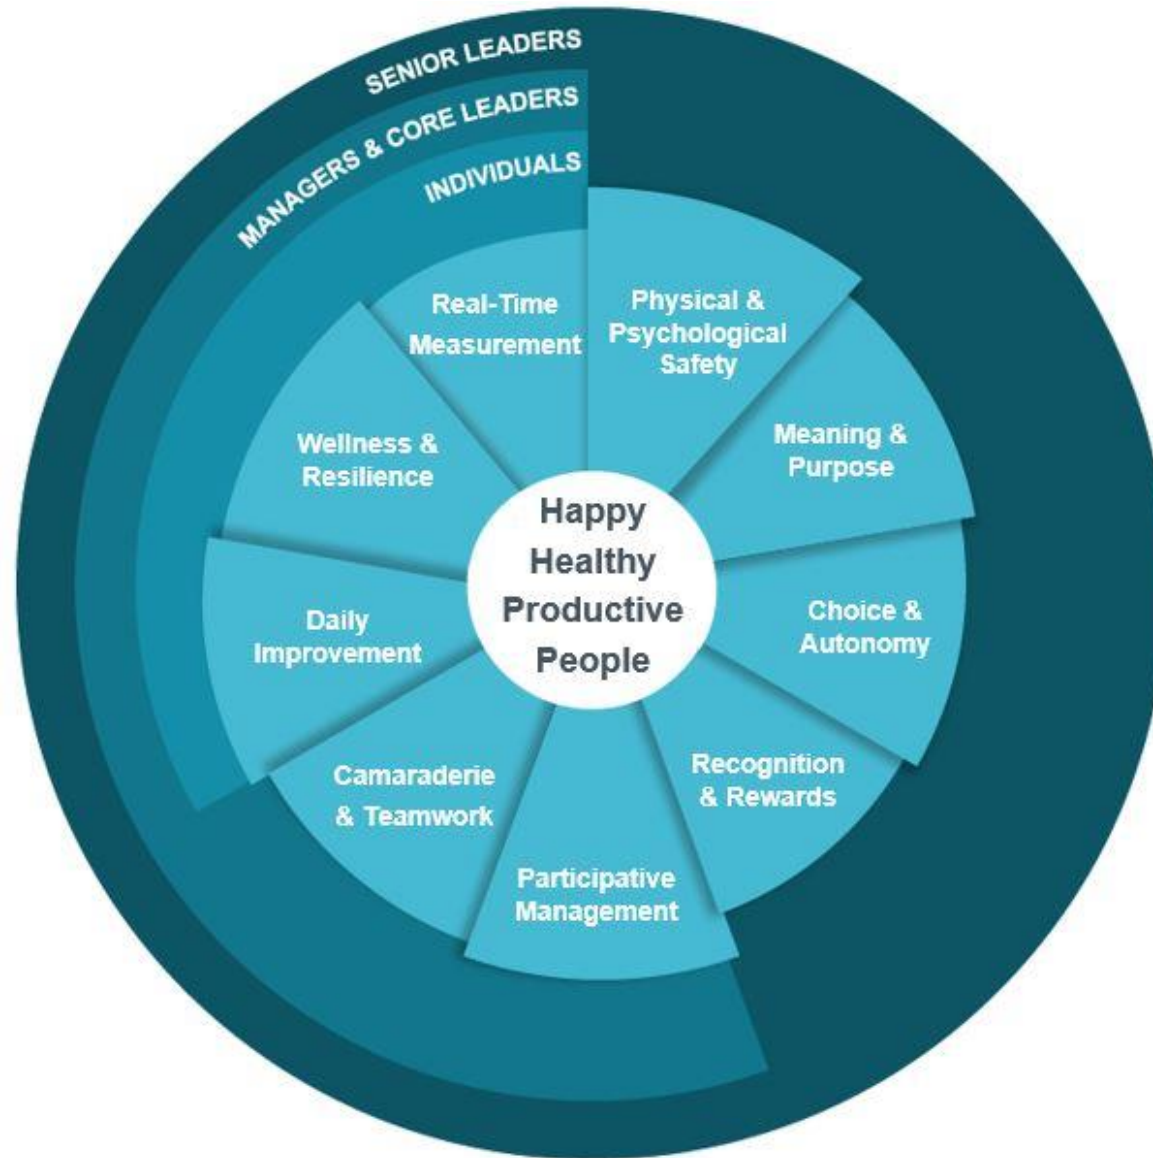 SENIOR LEADERS
MANAGERS & CORE LEADERS
INDIVIDUALS
Real-Time
Measurement
Physical &
Psychological
Safety
Meaning &
Purpose
Choice &
Autonomy
Recognition
& Rewards
Participative
Management
Camaraderie
& Teamwork
Daily
Improvement
Wellness &
Resilience
Happy
Healthy
Productive
People